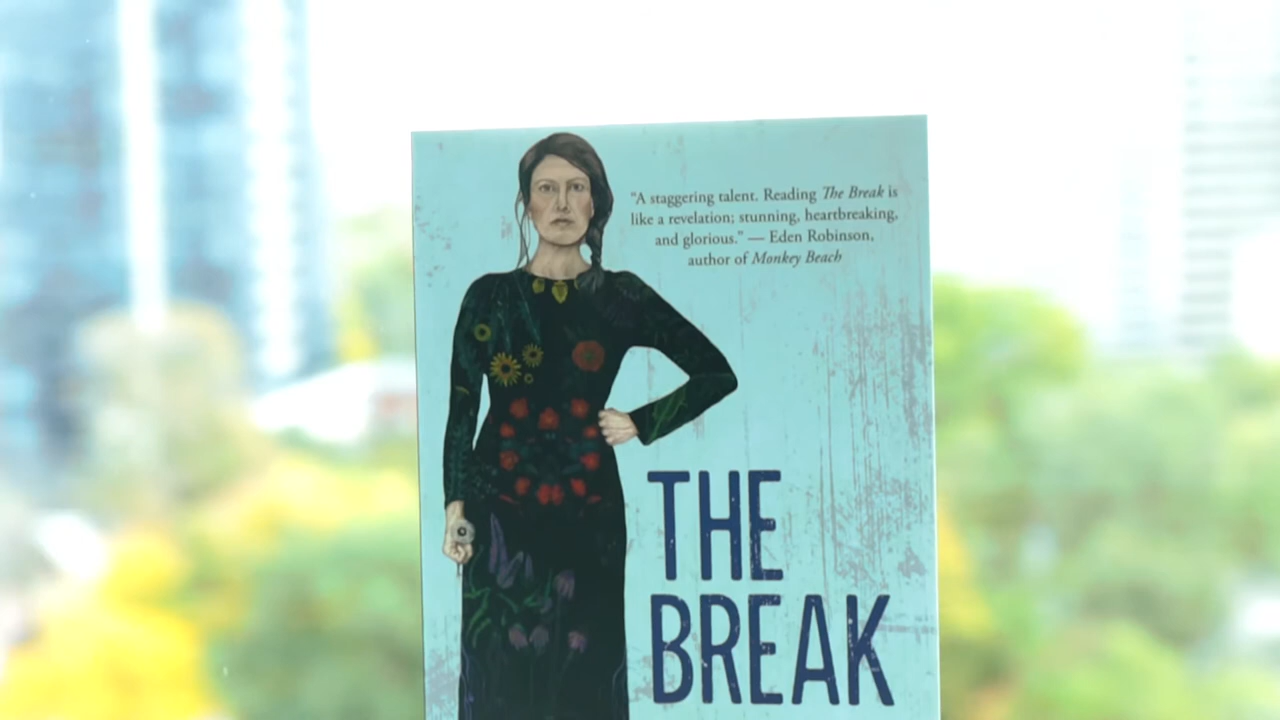 “A staggering talent. Reading The Break is
like a revelation; stunning, heartbreaking,
and glorious.” — Eden Robinson,
author of Monkey Beach
THE
BREAK